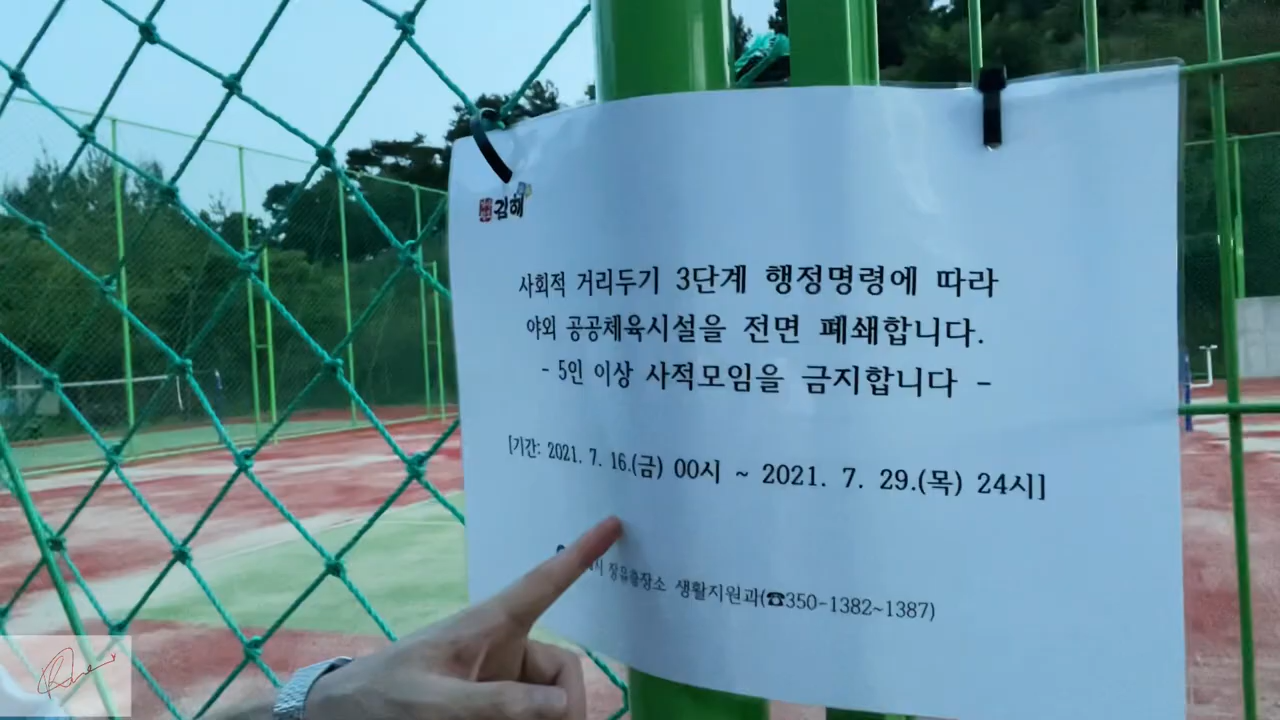 김해
사회적 거리두기 3단계 행정명령에 따라
야외 공공체육시설을 전면 폐쇄합니다.
- 5인 이상 사적모임을 금지합니다 -
[기간: 2021. 7. 16.(금) 00시 ~ 2021. 7. 29.(목) 24시]
시 장유출장소 생활지원과(☎350-1382~1387)